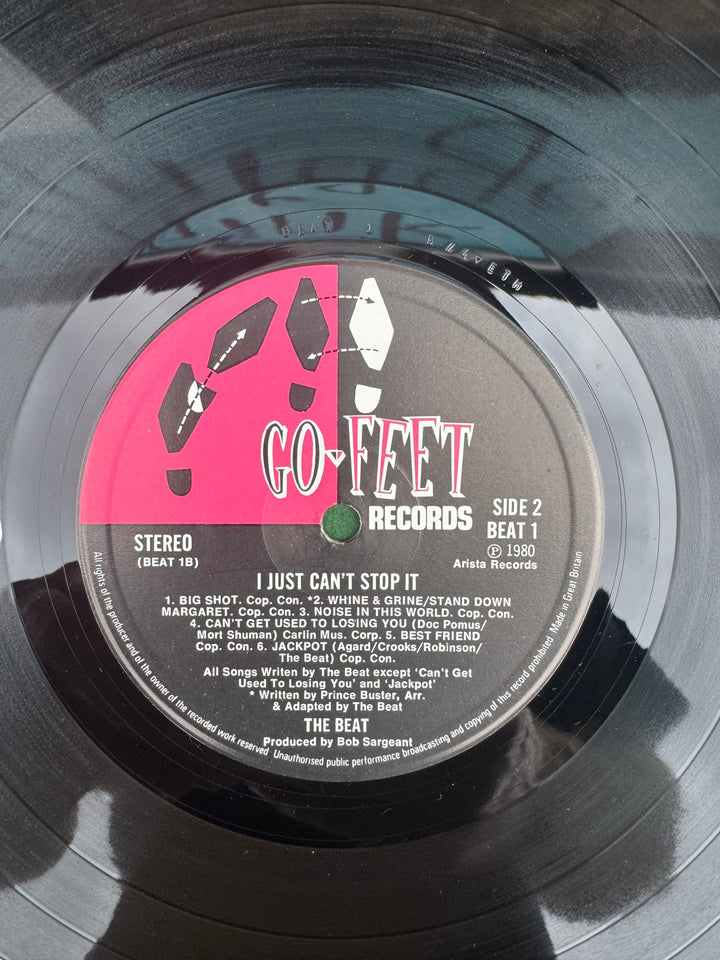 GO FEET
RECORDS
SIDE 2
BEAT 1
℗ 1980
Arista Records
STEREO
(BEAT 1B)
I JUST CAN'T STOP IT
1. BIG SHOT. Cop. Con. *2. WHINE & GRINE/STAND DOWN
MARGARET. Cop. Con. 3. NOISE IN THIS WORLD. Cop. Con.
4. CAN'T GET USED TO LOSING YOU (Doc Pomus/
Mort Shuman) Carlin Mus. Corp. 5. BEST FRIEND
Cop. Con. 6. JACKPOT (Agard/Crooks/Robinson/
The Beat) Cop. Con.
All Songs Writen by The Beat except 'Can't Get
Used To Losing You' and 'Jackpot'
* Written by Prince Buster, Arr.
& Adapted by The Beat
THE BEAT
Produced by Bob Sargeant
All rights of the producer and of the owner of the recorded work reserved Unauthorised public performance broadcasting and copying of this record prohibited Made in Great Britain